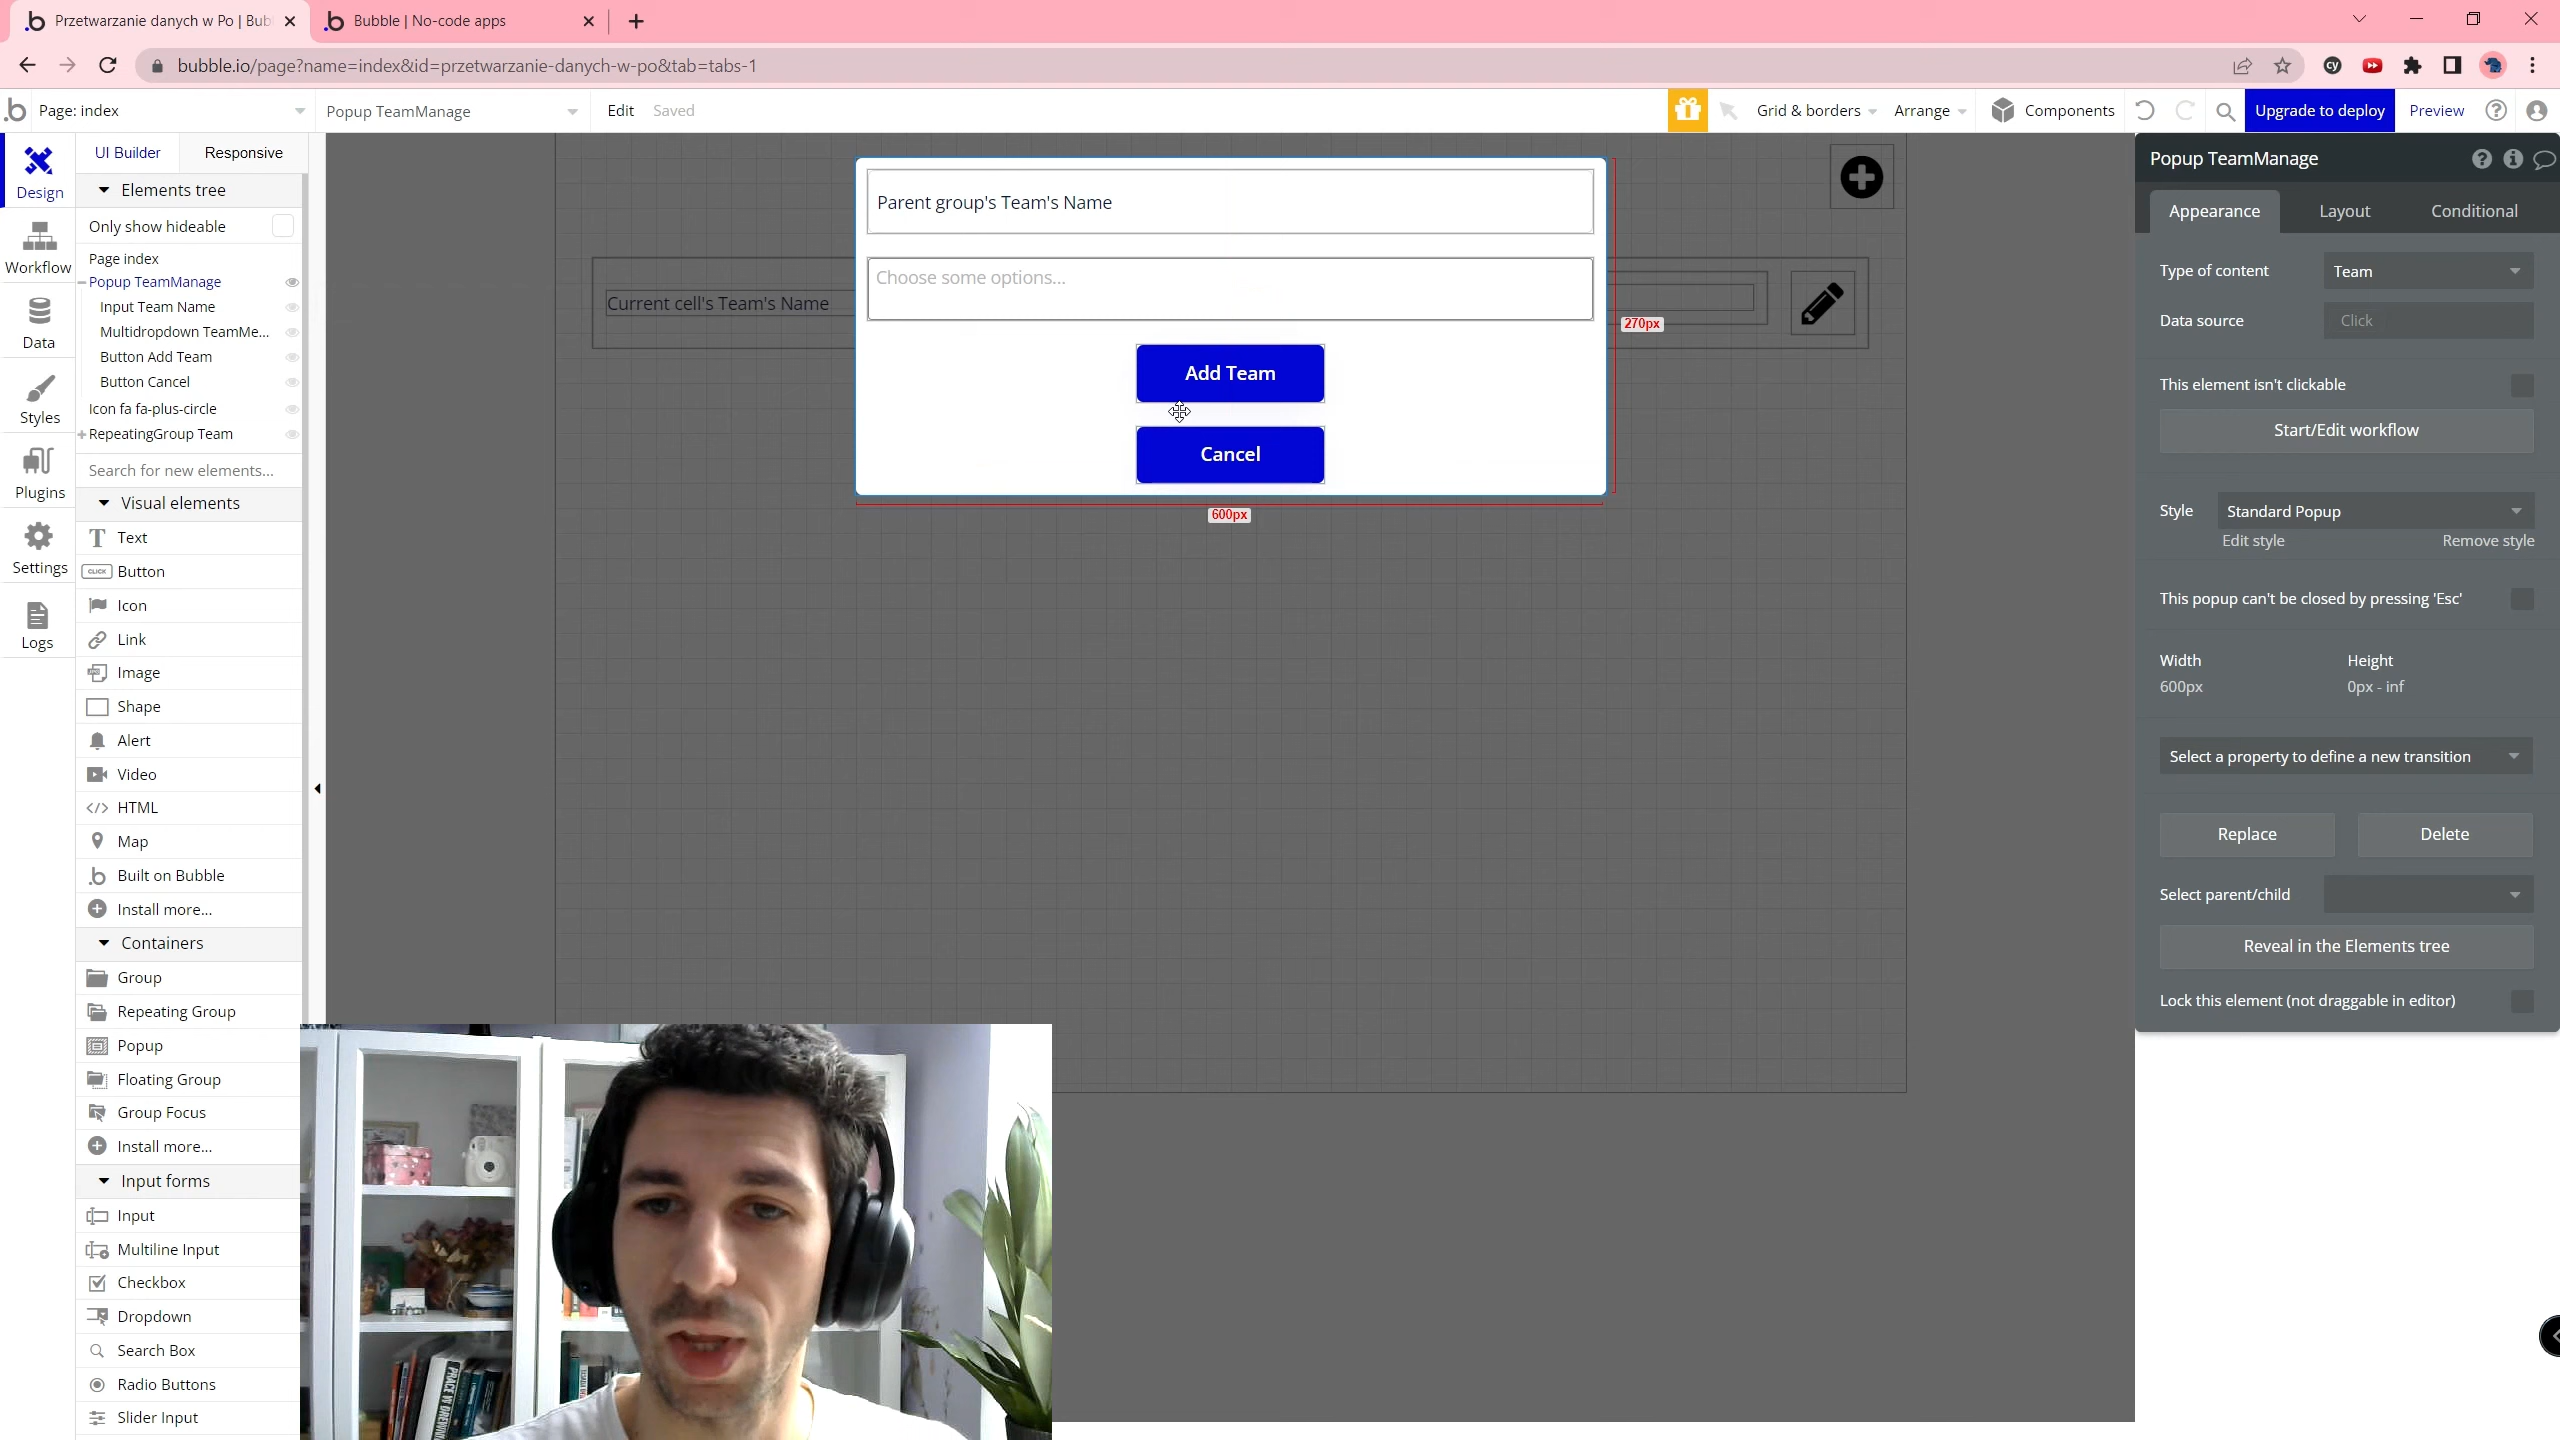 Przetwarzanie danych w Po | Bub
Bubble | No-code apps
bubble.io/page?name=index&id=przetwarzanie-danych-w-po&tab=tabs-1
Page: index
Popup TeamManage
Edit
Saved
Grid & borders
Arrange
Components
Upgrade to deploy
Preview
Design
Workflow
Data
Styles
Plugins
Settings
Logs
UI Builder
Responsive
Elements tree
Only show hideable
Page index
Popup TeamManage
Input Team Name
Multidropdown TeamMe...
Button Add Team
Button Cancel
Icon fa fa-plus-circle
RepeatingGroup Team
Search for new elements...
Visual elements
Text
CLICK Button
Icon
Link
Image
Shape
Alert
Video
HTML
Map
Built on Bubble
Install more...
Containers
Group
Repeating Group
Popup
Floating Group
Group Focus
Install more...
Input forms
Input
Multiline Input
Checkbox
Dropdown
Search Box
Radio Buttons
Slider Input
Parent group's Team's Name
Choose some options...
Current cell's Team's Name
Add Team
Cancel
270px
600px
Popup TeamManage
Appearance
Layout
Conditional
Type of content
Team
Data source
Click
This element isn't clickable
Start/Edit workflow
Style
Standard Popup
Edit style
Remove style
This popup can't be closed by pressing 'Esc'
Width
Height
600px
0px - inf
Select a property to define a new transition
Replace
Delete
Select parent/child
Reveal in the Elements tree
Lock this element (not draggable in editor)